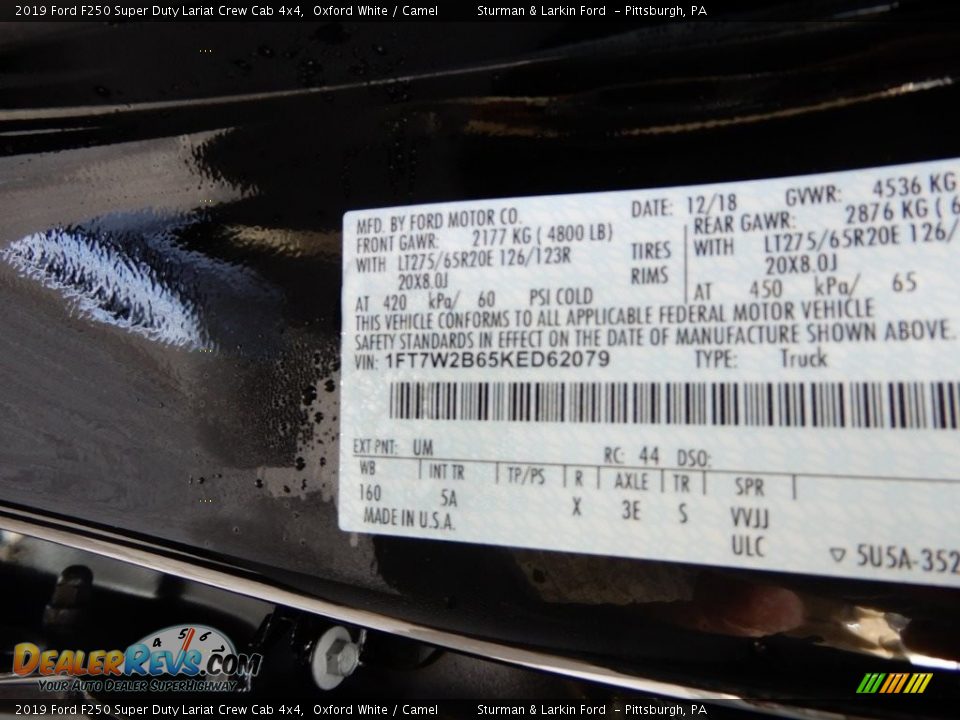 2019 Ford F250 Super Duty Lariat Crew Cab 4x4, Oxford White / Camel Sturman & Larkin Ford - Pittsburgh, PA
MFD. BY FORD MOTOR CO. DATE: 12/18 GVWR: 4536 KG
FRONT GAWR: 2177 KG ( 4800 LB) REAR GAWR: 2876 KG ( 6
WITH LT275/65R20E 126/123R TIRES WITH LT275/65R20E 126/
20X8.0J RIMS 20X8.0J
AT 420 kPa/ 60 PSI COLD AT 450 kPa/ 65
THIS VEHICLE CONFORMS TO ALL APPLICABLE FEDERAL MOTOR VEHICLE
SAFETY STANDARDS IN EFFECT ON THE DATE OF MANUFACTURE SHOWN ABOVE.
VIN: 1FT7W2B65KED62079 TYPE: Truck
EXT PNT: UM RC: 44 DSO:
WB INT TR TP/PS R AXLE TR SPR
160 5A X 3E S VVJJ
MADE IN U.S.A. ULC ▽ 5U5A-352
4 5 6
DEALERREVS.COM
YOUR AUTO DEALER SUPERHIGHWAY
2019 Ford F250 Super Duty Lariat Crew Cab 4x4, Oxford White / Camel Sturman & Larkin Ford - Pittsburgh, PA